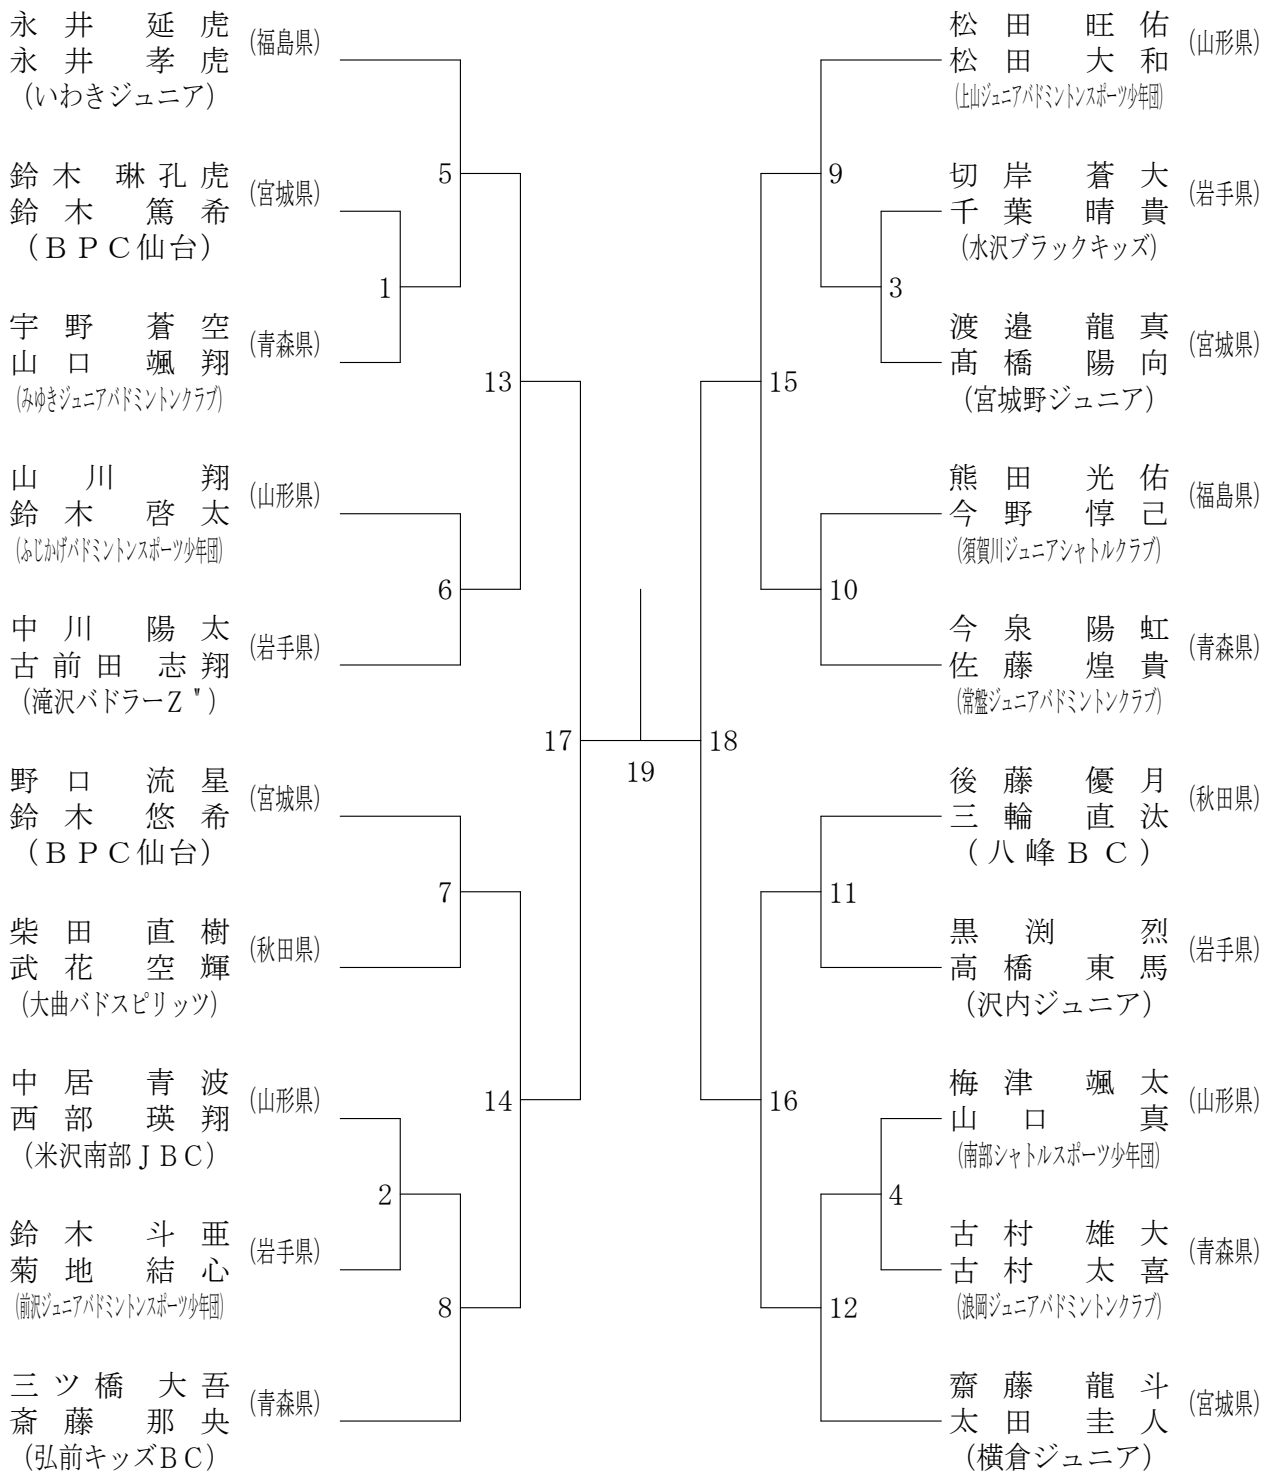 永井 延虎
永井 孝虎
(福島県)
(いわきジュニア)
鈴木 琳孔虎
鈴木 篤希
(宮城県)
(ＢＰＣ仙台)
宇野 蒼空
山口 颯翔
(青森県)
(みゆきジュニアバドミントンクラブ)
山川 翔
鈴木 啓太
(山形県)
(ふじかげバドミントンスポーツ少年団)
中川 陽太
古前田 志翔
(岩手県)
(滝沢バドラーＺ＂)
野口 流星
鈴木 悠希
(宮城県)
(ＢＰＣ仙台)
柴田 直樹
武花 空輝
(秋田県)
(大曲バドスピリッツ)
中居 青波
西部 瑛翔
(山形県)
(米沢南部ＪＢＣ)
鈴木 斗亜
菊地 結心
(岩手県)
(前沢ジュニアバドミントンスポーツ少年団)
三ツ橋 大吾
斎藤 那央
(青森県)
(弘前キッズＢＣ)
5
1
13
6
17
7
14
2
8
19
18
15
9
3
10
11
16
4
12
松田 旺佑
松田 大和
(山形県)
(上山ジュニアバドミントンスポーツ少年団)
切岸 蒼大
千葉 晴貴
(岩手県)
(水沢ブラックキッズ)
渡邉 龍真
髙橋 陽向
(宮城県)
(宮城野ジュニア)
熊田 光佑
今野 惇己
(福島県)
(須賀川ジュニアシャトルクラブ)
今泉 陽虹
佐藤 煌貴
(青森県)
(常盤ジュニアバドミントンクラブ)
後藤 優月
三輪 直汰
(秋田県)
(八峰ＢＣ)
黒渕 烈
高橋 東馬
(岩手県)
(沢内ジュニア)
梅津 颯太
山口 真
(山形県)
(南部シャトルスポーツ少年団)
古村 雄大
古村 太喜
(青森県)
(浪岡ジュニアバドミントンクラブ)
齋藤 龍斗
太田 圭人
(宮城県)
(横倉ジュニア)